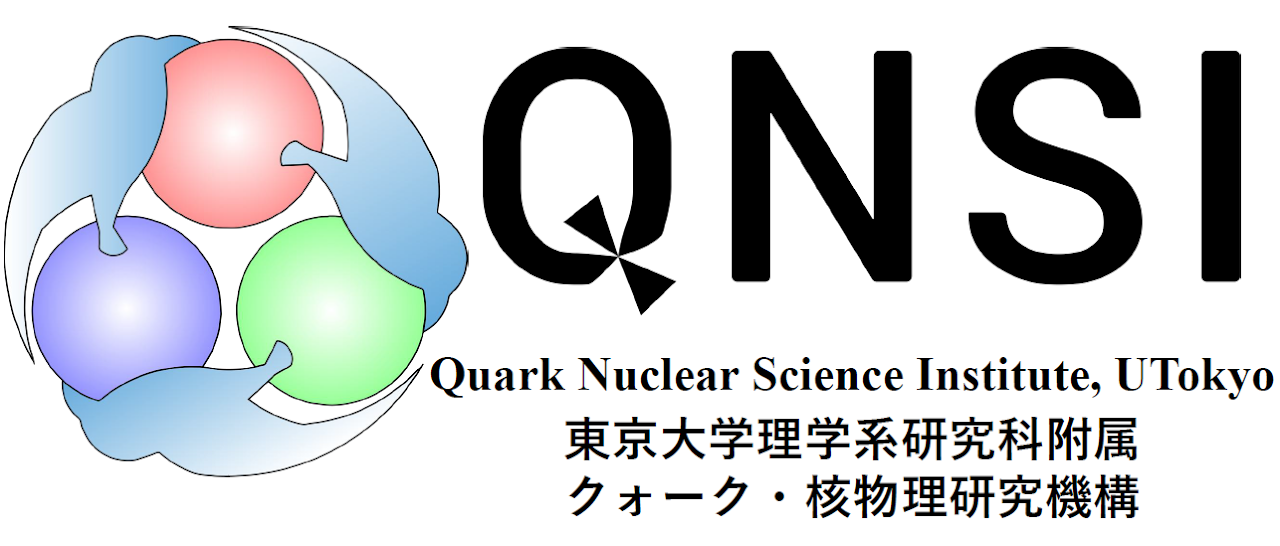 QNSI
Quark Nuclear Science Institute, UTokyo
東京大学理学系研究科附属
クォーク・核物理研究機構